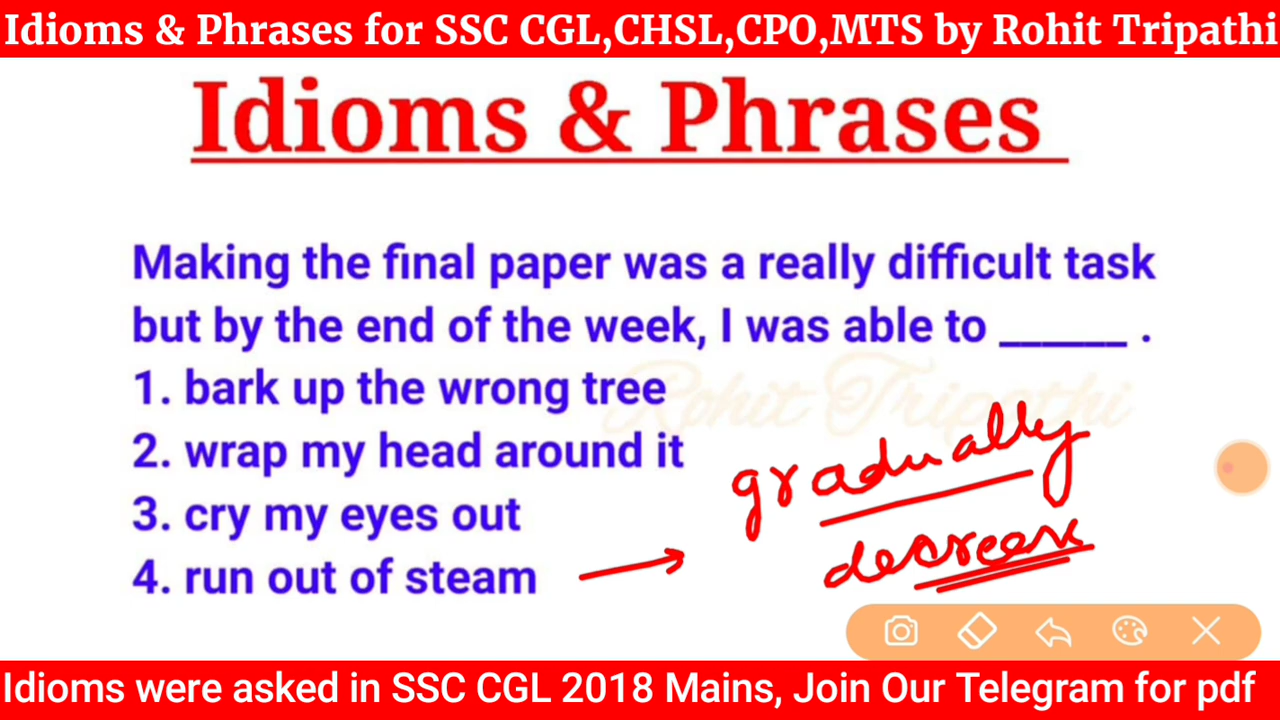 Idioms & Phrases for SSC CGL,CHSL,CPO,MTS by Rohit Tripathi
Idioms & Phrases
Making the final paper was a really difficult task
but by the end of the week, I was able to ______ .
Rohit Tripathi
1. bark up the wrong tree
2. wrap my head around it
3. cry my eyes out
4. run out of steam
gradually
decrease
Idioms were asked in SSC CGL 2018 Mains, Join Our Telegram for pdf